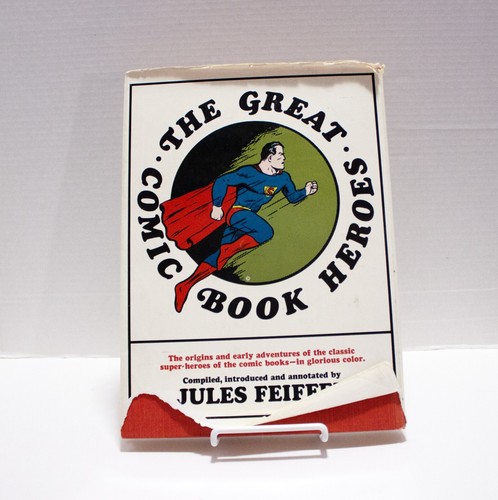 · THE GREAT ·
COMIC
BOOK HEROES
The origins and early adventures of the classic
super-heroes of the comic books—in glorious color.
Compiled, introduced and annotated by
JULES FEIFFE